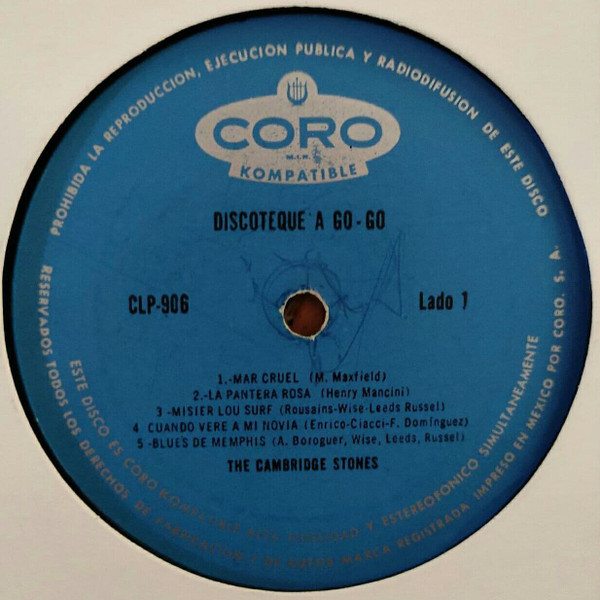 PROHIBIDA LA REPRODUCCION, EJECUCION PUBLICA Y RADIODIFUSION DE ESTE DISCO
CORO
M.I.R.
KOMPATIBLE
DISCOTEQUE A GO-GO
CLP-906
Lado 1
1.-MAR CRUEL (M. Maxfield)
2.-LA PANTERA ROSA (Henry Mancini)
3-MISIER LOU SURF (Rousains-Wise-Leeds Russel)
4 CUANDO VERE A MI NOVIA (Enrico-Ciacci-F. Domínguez)
5-BLUES DE MEMPHIS (A. Boroguer, Wise, Leeds, Russel)
THE CAMBRIDGE STONES
ESTE DISCO ES CORO KOMPATIBLE Y ESTEREOFONICO SIMULTANEAMENTE
RESERVADOS TODOS LOS DERECHOS DE MARCA REGISTRADA IMPRESO EN MEXICO POR CORO, S. A.